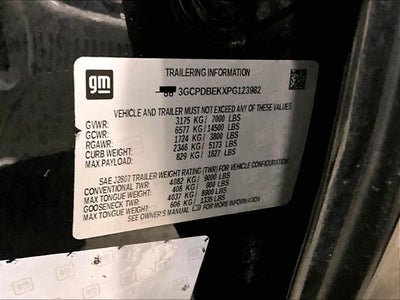 gm
TRAILERING INFORMATION
3GCPDBEKXPG123982
VEHICLE AND TRAILER MUST NOT EXCEED ANY OF THESE VALUES
GVWR: 3175 KG/ 7000 LBS
GCWR: 6577 KG/14500 LBS
RGAWR: 1724 KG/ 3800 LBS
CURB WEIGHT: 2346 KG/ 5173 LBS
MAX PAYLOAD: 829 KG/ 1827 LBS
SAE J2807 TRAILER WEIGHT RATING (TWR) FOR VEHICLE CONFIGURATION:
CONVENTIONAL TWR: 4082 KG/ 9000 LBS
MAX TONGUE WEIGHT: 408 KG/ 900 LBS
GOOSENECK TWR: 4037 KG/ 8900 LBS
MAX TONGUE WEIGHT: 606 KG/ 1335 LBS
SEE OWNER'S MANUAL FOR MORE INFORMATION